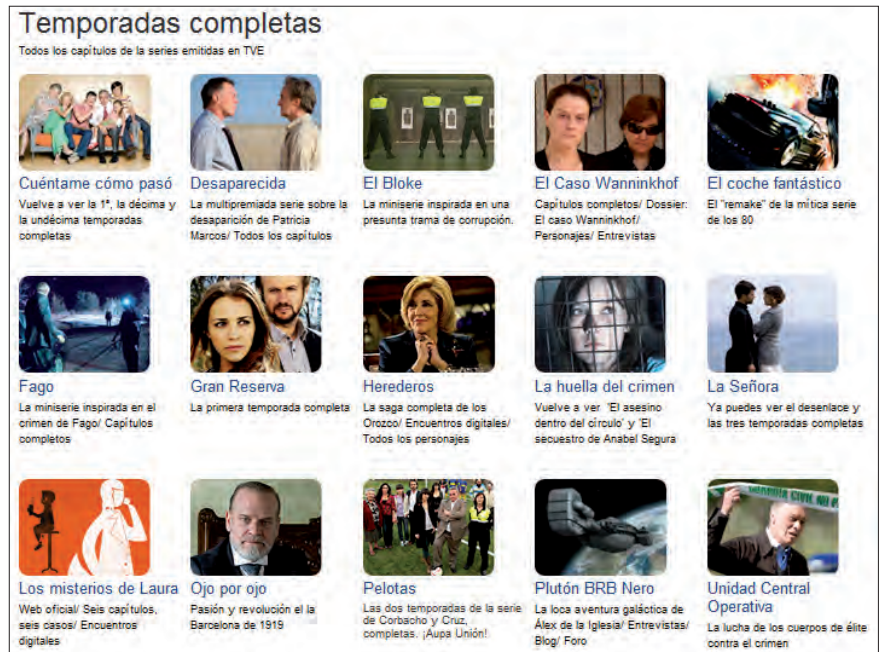 Temporadas completas
Todos los capítulos de la series emitidas en TVE
Cuéntame cómo pasó
Vuelve a ver la 1ª, la décima y
la undécima temporadas
completas
Desaparecida
La multipremiada serie sobre la
desaparición de Patricia
Marcos/ Todos los capítulos
El Bloke
La miniserie inspirada en una
presunta trama de corrupción.
El Caso Wanninkhof
Capítulos completos/ Dossier:
El caso Wanninkhof/
Personajes/ Entrevistas
El coche fantástico
El "remake" de la mítica serie
de los 80
Fago
La miniserie inspirada en el
crimen de Fago/ Capítulos
completos
Gran Reserva
La primera temporada completa
Herederos
La saga completa de los
Orozco/ Encuentros digitales/
Todos los personajes
La huella del crimen
Vuelve a ver 'El asesino
dentro del círculo' y 'El
secuestro de Anabel Segura
La Señora
Ya puedes ver el desenlace y
las tres temporadas completas
Los misterios de Laura
Web oficial/ Seis capítulos,
seis casos/ Encuentros
digitales
Ojo por ojo
Pasión y revolución el la
Barcelona de 1919
Pelotas
Las dos temporadas de la serie
de Corbacho y Cruz,
completas. ¡Aupa Unión!
Plutón BRB Nero
La loca aventura galáctica de
Álex de la Iglesia/ Entrevistas/
Blog/ Foro
GUARDIA CIVIL NO
Unidad Central
Operativa
La lucha de los cuerpos de élite
contra el crimen